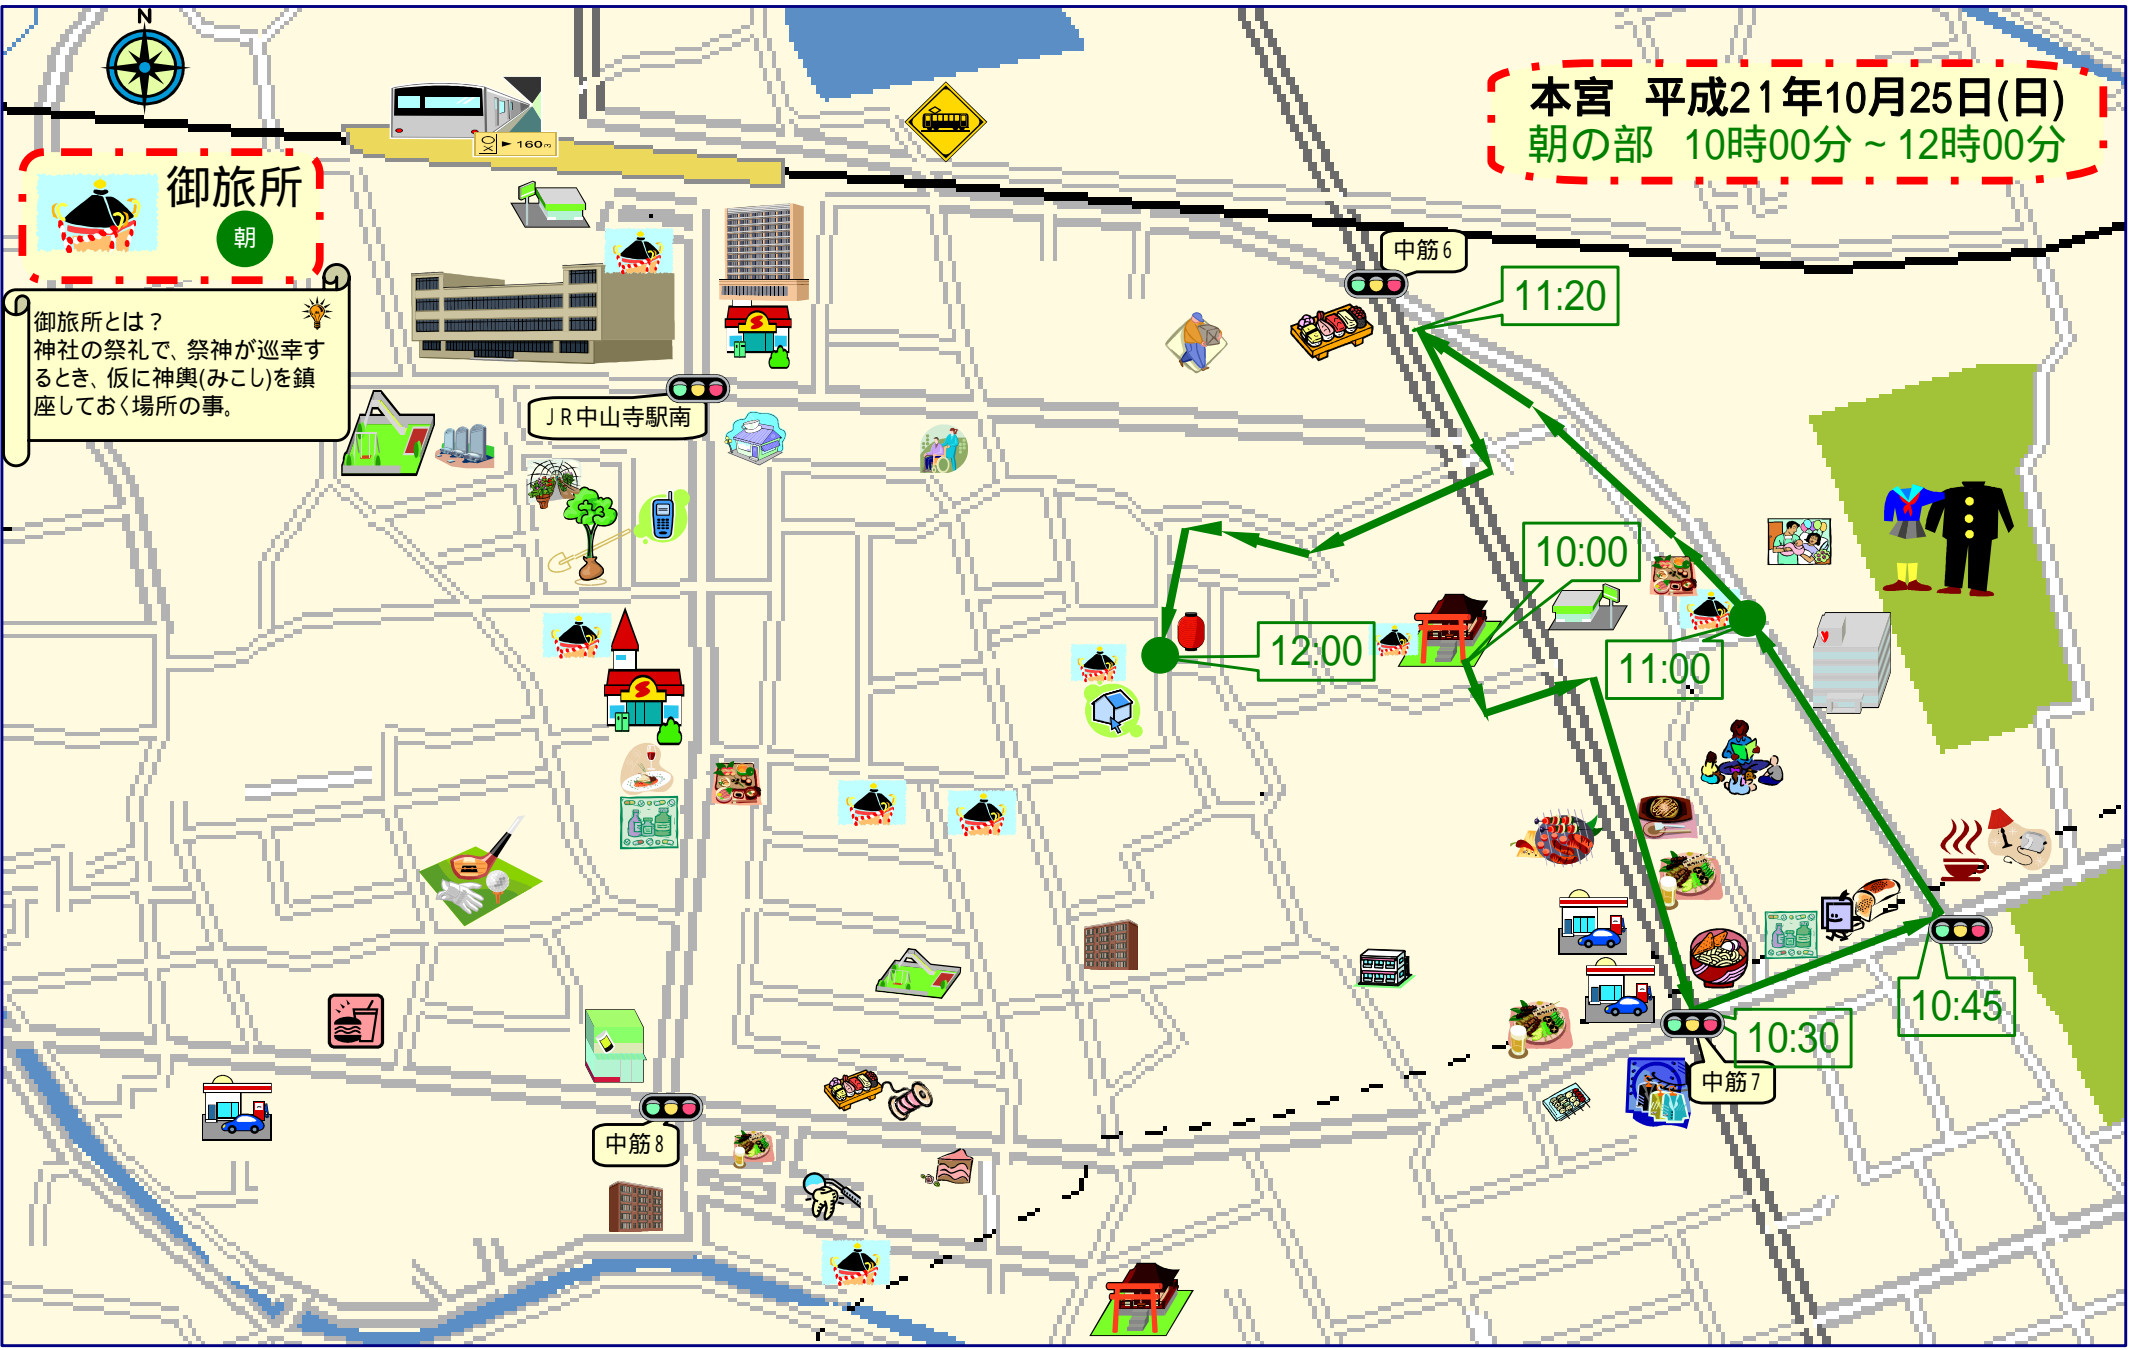 N
本宮 平成21年10月25日(日)
朝の部 10時00分 ~ 12時00分
160m
御旅所
朝
御旅所とは?
神社の祭礼で、祭神が巡幸す
るとき、仮に神輿(みこし)を鎮
座しておく場所の事。
中筋6
11:20
JR中山寺駅南
10:00
12:00
11:00
10:45
10:30
中筋7
中筋8